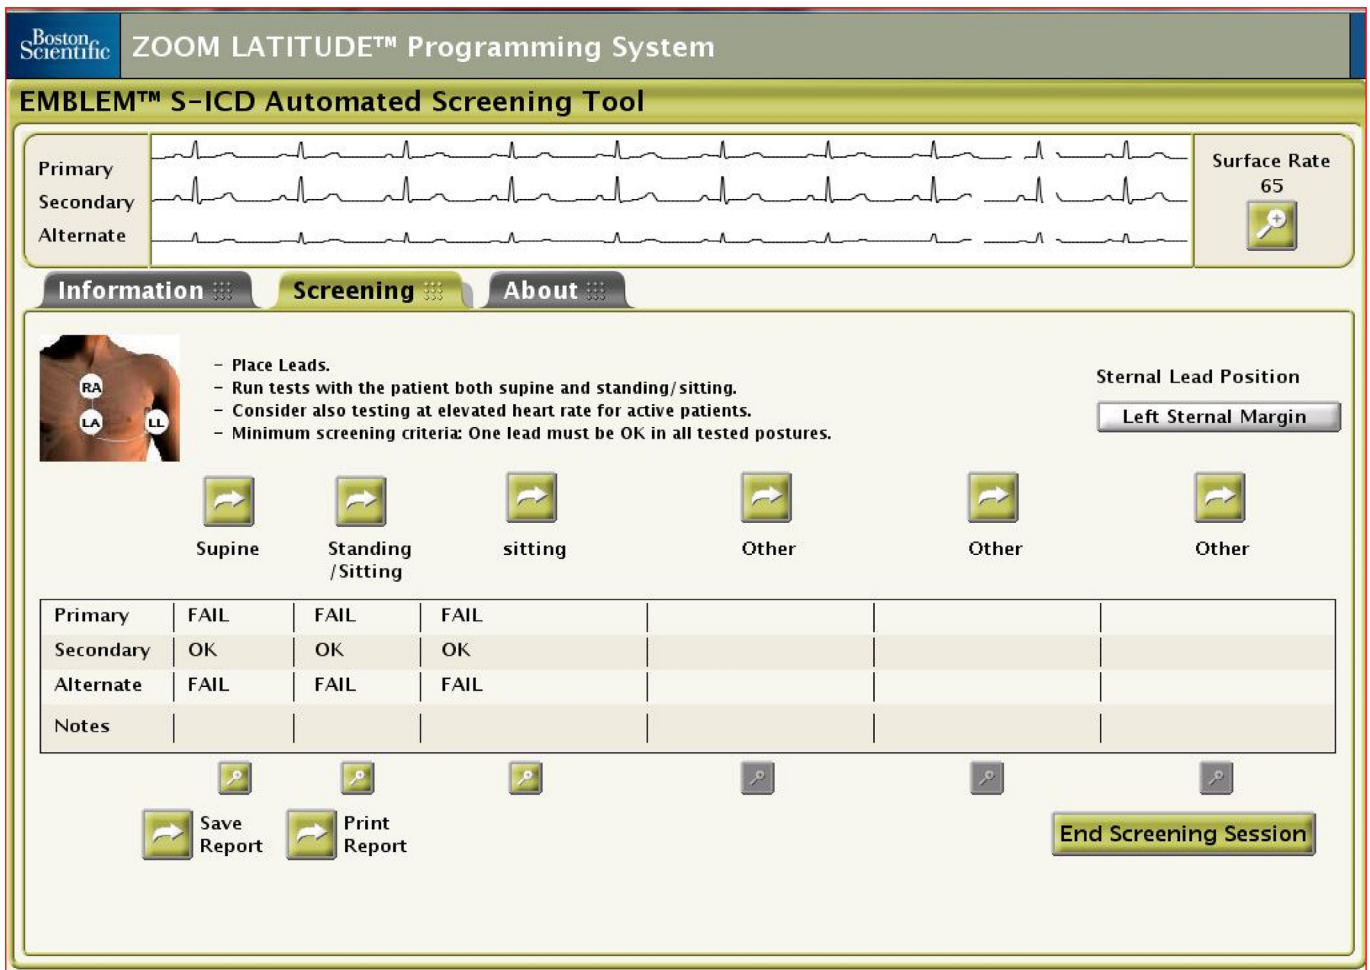 Boston
Scientific
ZOOM LATITUDE™ Programming System
EMBLEM™ S-ICD Automated Screening Tool
Primary
Secondary
Alternate
Surface Rate
65
Information
Screening
About
RA
LA
LL
- Place Leads.
- Run tests with the patient both supine and standing/sitting.
- Consider also testing at elevated heart rate for active patients.
- Minimum screening criteria: One lead must be OK in all tested postures.
Sternal Lead Position
Left Sternal Margin
Supine
Standing
/Sitting
sitting
Other
Other
Other
Primary FAIL FAIL FAIL
Secondary OK OK OK
Alternate FAIL FAIL FAIL
Notes
Save
Report
Print
Report
End Screening Session